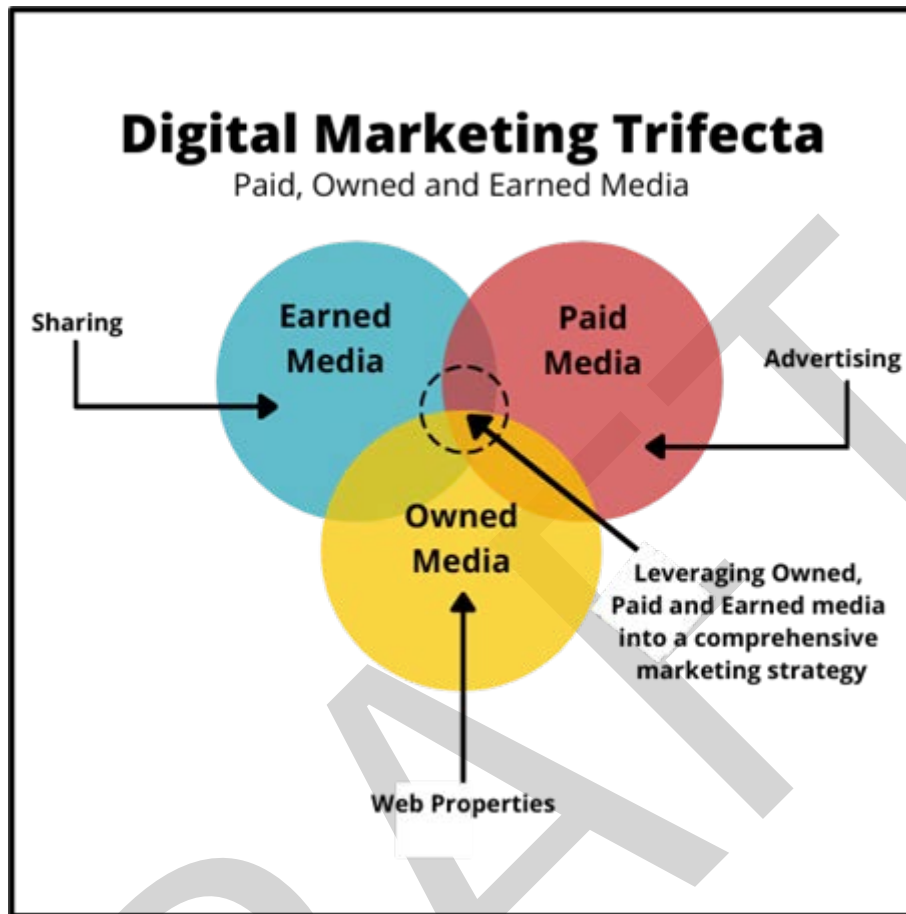 Digital Marketing Trifecta
Paid, Owned and Earned Media
Sharing
Earned
Media
Paid
Media
Advertising
Owned
Media
Leveraging Owned,
Paid and Earned media
into a comprehensive
marketing strategy
Web Properties
DRAFT